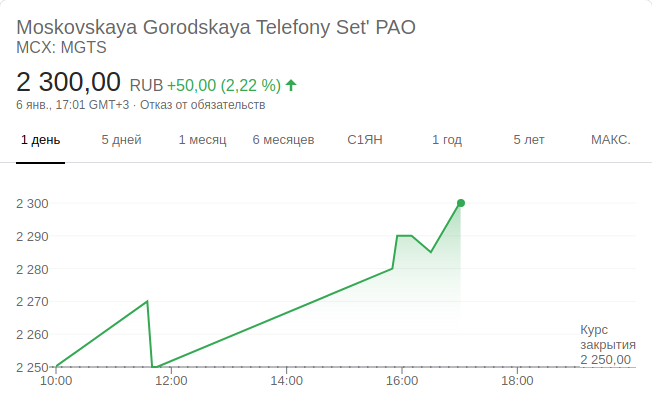 Moskovskaya Gorodskaya Telefony Set' PAO
MCX: MGTS
2 300,00 RUB +50,00 (2,22 %)
6 янв., 17:01 GMT+3 · Отказ от обязательств
1 день 5 дней 1 месяц 6 месяцев С1ЯН 1 год 5 лет МАКС.
2 300
2 290
2 280
2 270
2 260
2 250
Курс
закрытия
2 250,00
10:00 12:00 14:00 16:00 18:00